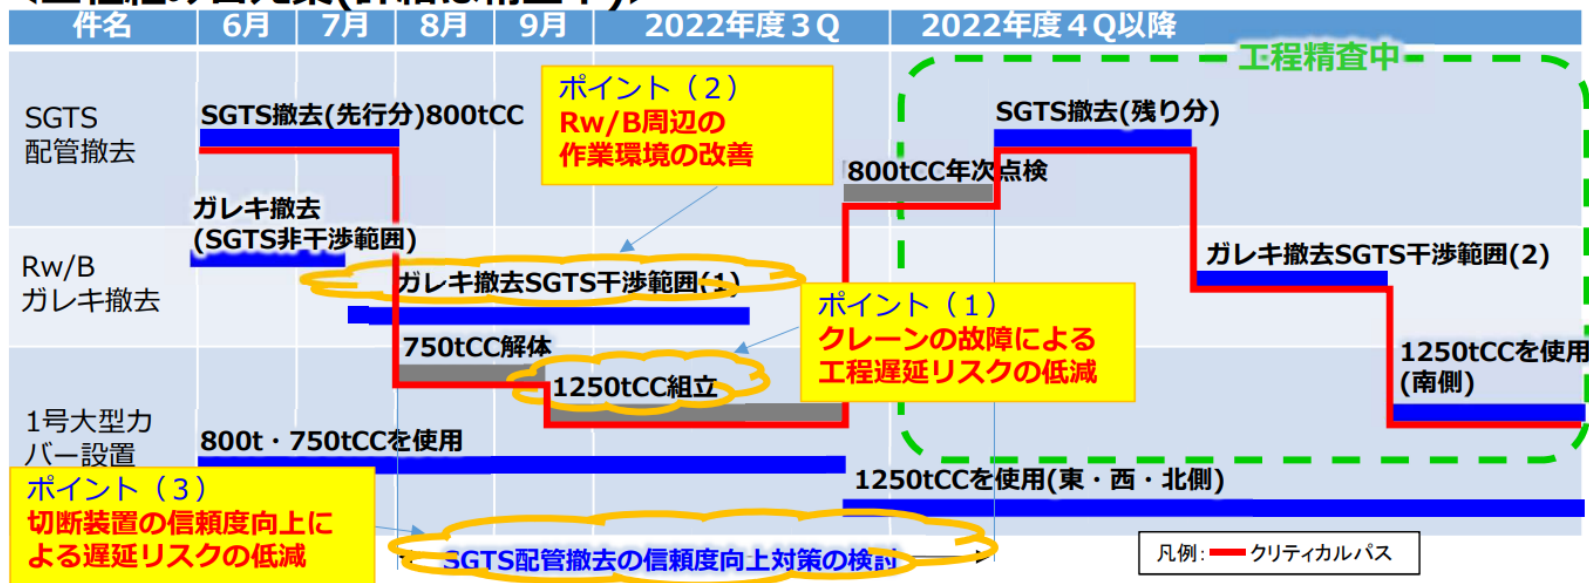 件名 6月 7月 8月 9月 2022年度3Q 2022年度4Q以降
工程精査中
SGTS
配管撤去
SGTS撤去(先行分)800tCC
ポイント（2）
Rw/B周辺の
作業環境の改善
SGTS撤去(残り分)
800tCC年次点検
ガレキ撤去
(SGTS非干渉範囲)
Rw/B
ガレキ撤去
ガレキ撤去SGTS干渉範囲(1)
ガレキ撤去SGTS干渉範囲(2)
ポイント（1）
クレーンの故障による
工程遅延リスクの低減
750tCC解体
1250tCC組立
1250tCCを使用
(南側)
1号大型カ
バー設置
800t・750tCCを使用
1250tCCを使用(東・西・北側)
ポイント（3）
切断装置の信頼度向上に
よる遅延リスクの低減
SGTS配管撤去の信頼度向上対策の検討
凡例: クリティカルパス